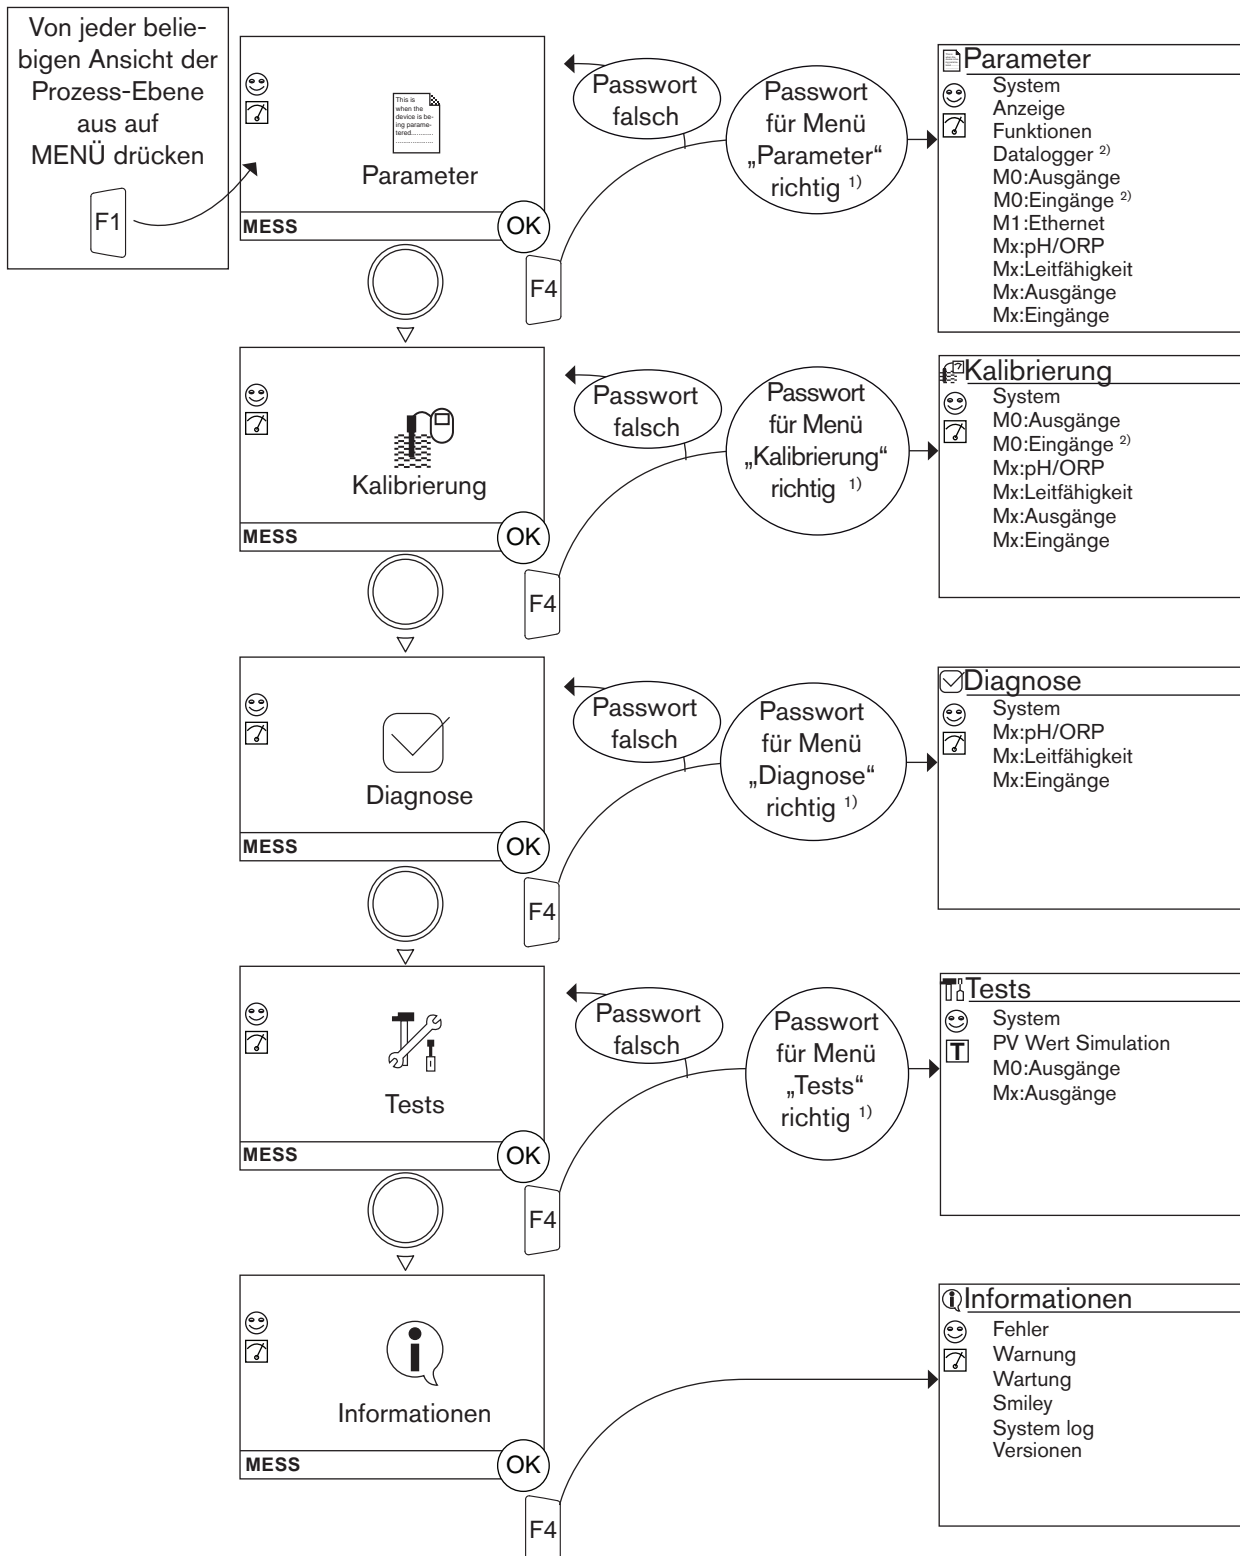 Von jeder belie-
bigen Ansicht der
Prozess-Ebene
aus auf
MENÜ drücken
F1
This is
when the
device is be-
ing parame-
tered............
......................
Parameter
MESS
OK
F4
Passwort
falsch
Passwort
für Menü
„Parameter“
richtig 1)
Parameter
System
Anzeige
Funktionen
Datalogger 2)
M0:Ausgänge
M0:Eingänge 2)
M1:Ethernet
Mx:pH/ORP
Mx:Leitfähigkeit
Mx:Ausgänge
Mx:Eingänge
Kalibrierung
MESS
OK
F4
Passwort
falsch
Passwort
für Menü
„Kalibrierung“
richtig 1)
Kalibrierung
System
M0:Ausgänge
M0:Eingänge 2)
Mx:pH/ORP
Mx:Leitfähigkeit
Mx:Ausgänge
Mx:Eingänge
Diagnose
MESS
OK
F4
Passwort
falsch
Passwort
für Menü
„Diagnose“
richtig 1)
Diagnose
System
Mx:pH/ORP
Mx:Leitfähigkeit
Mx:Eingänge
Tests
MESS
OK
F4
Passwort
falsch
Passwort
für Menü
„Tests“
richtig 1)
Tests
System
T
PV Wert Simulation
M0:Ausgänge
Mx:Ausgänge
Informationen
MESS
OK
F4
Informationen
Fehler
Warnung
Wartung
Smiley
System log
Versionen